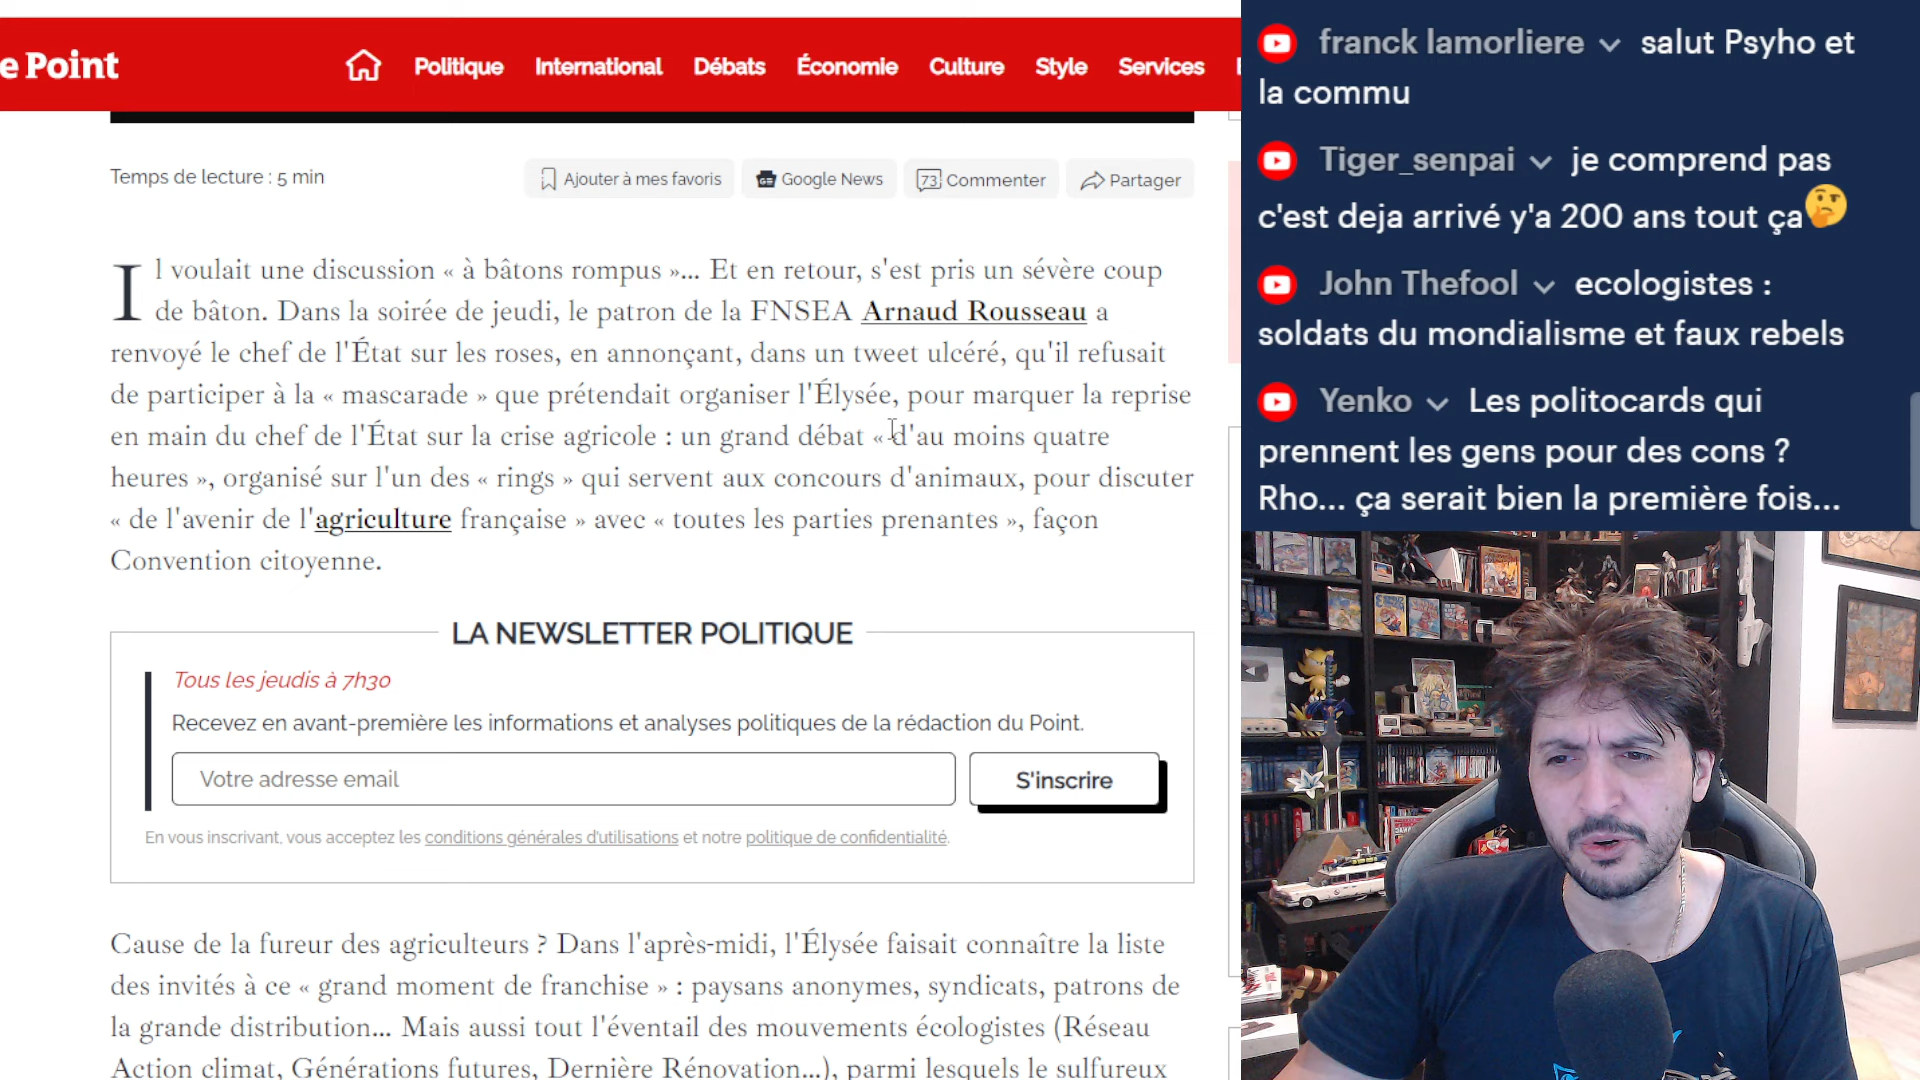 e Point
Politique
International
Débats
Économie
Culture
Style
Services
Temps de lecture : 5 min
Ajouter à mes favoris
Google News
73 Commenter
Partager
Il voulait une discussion « à bâtons rompus »... Et en retour, s'est pris un sévère coup
de bâton. Dans la soirée de jeudi, le patron de la FNSEA Arnaud Rousseau a
renvoyé le chef de l'État sur les roses, en annonçant, dans un tweet ulcéré, qu'il refusait
de participer à la « mascarade » que prétendait organiser l'Élysée, pour marquer la reprise
en main du chef de l'État sur la crise agricole : un grand débat « d'au moins quatre
heures », organisé sur l'un des « rings » qui servent aux concours d'animaux, pour discuter
« de l'avenir de l'agriculture française » avec « toutes les parties prenantes », façon
Convention citoyenne.
LA NEWSLETTER POLITIQUE
Tous les jeudis à 7h30
Recevez en avant-première les informations et analyses politiques de la rédaction du Point.
Votre adresse email
S'inscrire
En vous inscrivant, vous acceptez les conditions générales d'utilisations et notre politique de confidentialité.
Cause de la fureur des agriculteurs ? Dans l'après-midi, l'Élysée faisait connaître la liste
des invités à ce « grand moment de franchise » : paysans anonymes, syndicats, patrons de
la grande distribution... Mais aussi tout l'éventail des mouvements écologistes (Réseau
Action climat, Générations futures, Dernière Rénovation...), parmi lesquels le sulfureux
franck lamorliere salut Psyho et
la commu
Tiger_senpai je comprend pas
c'est deja arrivé y'a 200 ans tout ça
John Thefool ecologistes :
soldats du mondialisme et faux rebels
Yenko Les politocards qui
prennent les gens pour des cons ?
Rho... ça serait bien la première fois...